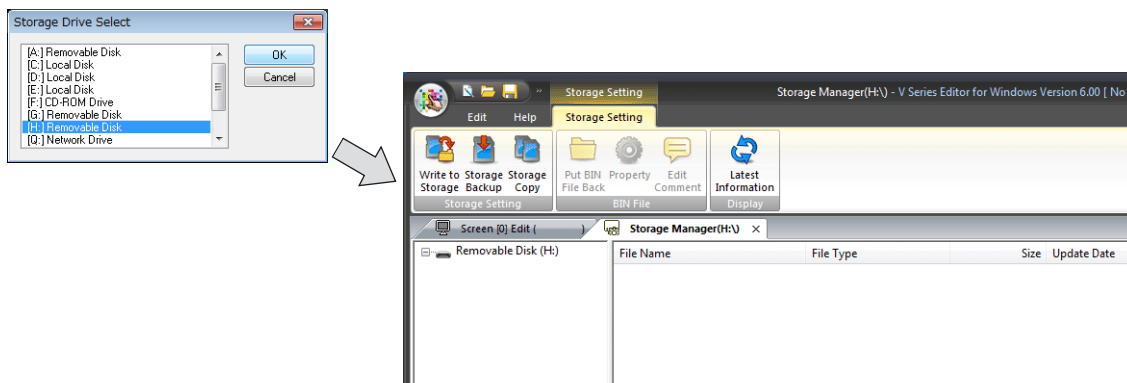 Storage Drive Select
[A:] Removable Disk
[C:] Local Disk
[D:] Local Disk
[E:] Local Disk
[F:] CD-ROM Drive
[G:] Removable Disk
[H:] Removable Disk
[Q:] Network Drive
OK
Cancel
Storage Setting
Storage Manager(H:\) - V Series Editor for Windows Version 6.00 [ No
Edit Help Storage Setting
Write to Storage
Storage Backup
Storage Copy
Put BIN File Back
Property
Edit Comment
Latest Information
Storage Setting
BIN File
Display
Screen [0] Edit ( )
Storage Manager(H:\)
Removable Disk (H:)
File Name File Type Size Update Date